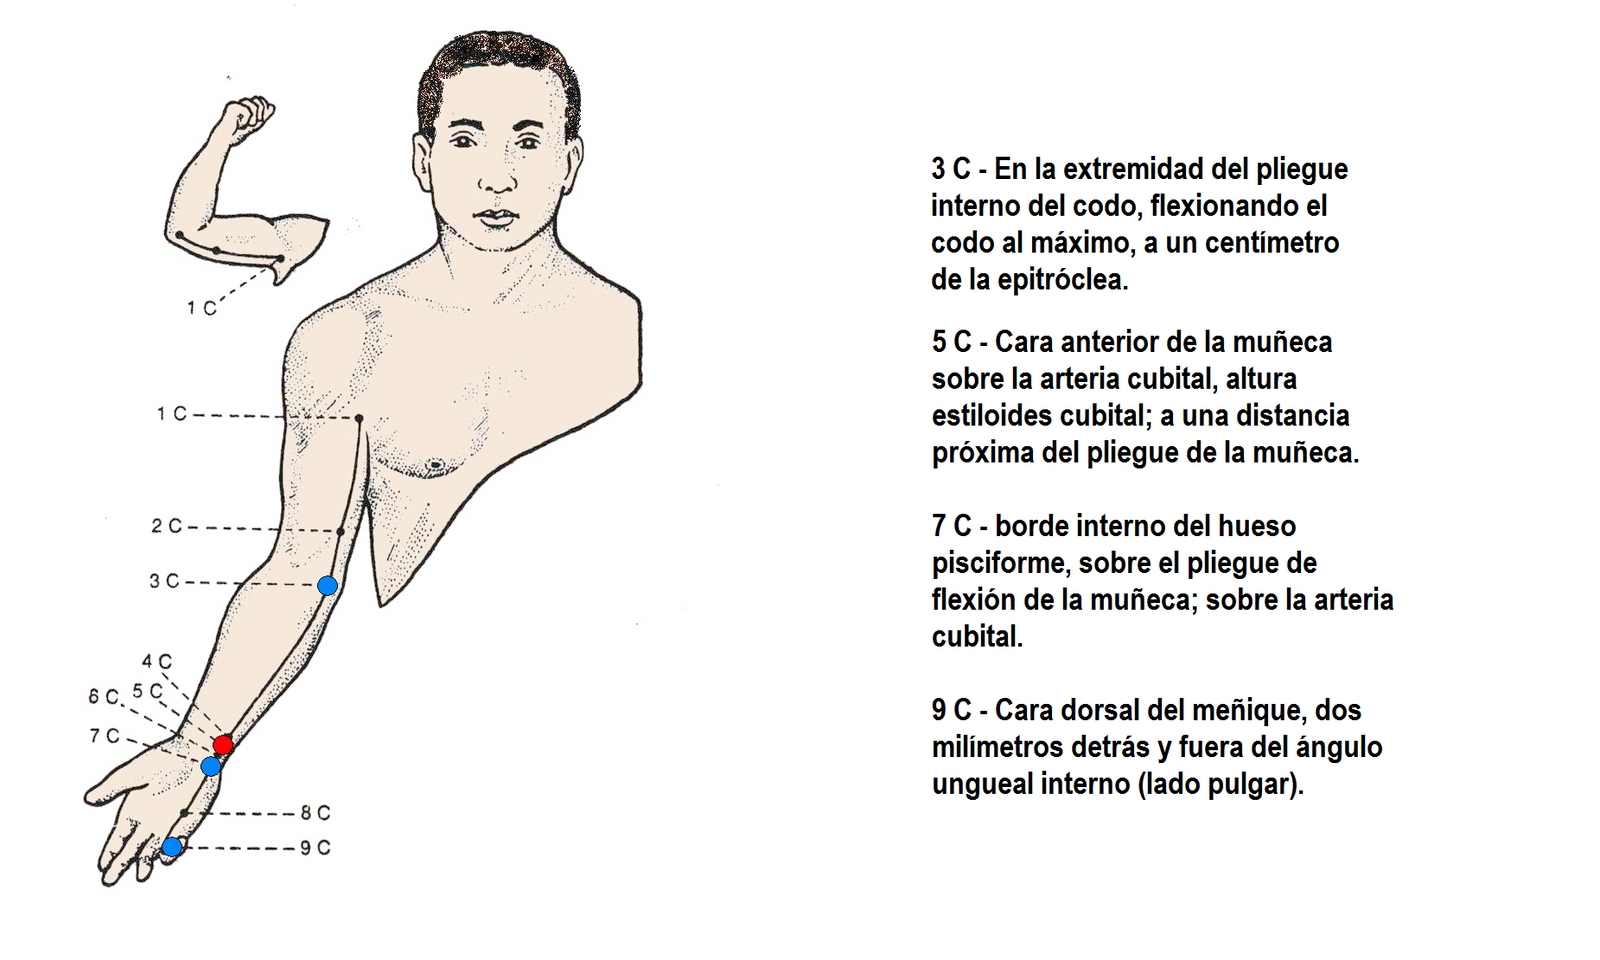 1 C
1 C
2 C
3 C
4 C
5 C
6 C
7 C
8 C
9 C
3 C - En la extremidad del pliegue
interno del codo, flexionando el
codo al máximo, a un centímetro
de la epitróclea.
5 C - Cara anterior de la muñeca
sobre la arteria cubital, altura
estiloides cubital; a una distancia
próxima del pliegue de la muñeca.
7 C - borde interno del hueso
pisciforme, sobre el pliegue de
flexión de la muñeca; sobre la arteria
cubital.
9 C - Cara dorsal del meñique, dos
milímetros detrás y fuera del ángulo
ungueal interno (lado pulgar).